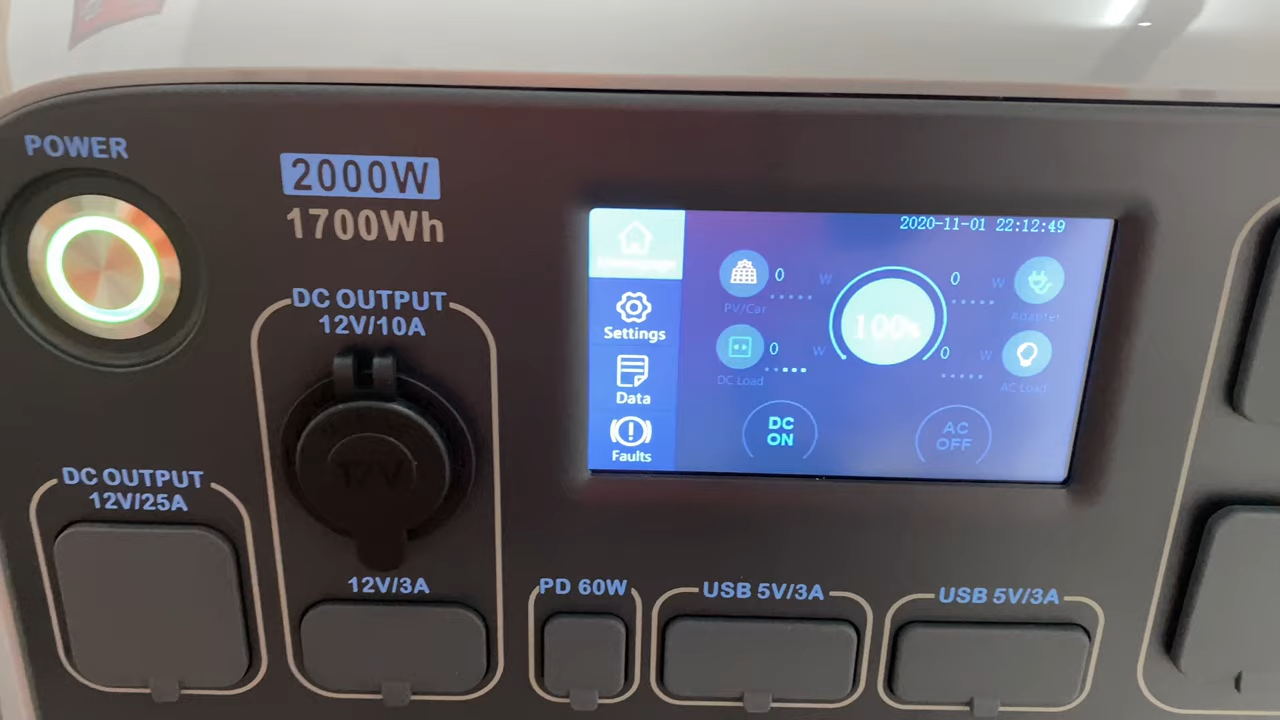 POWER
2000W
1700Wh
DC OUTPUT
12V/10A
12V
DC OUTPUT
12V/25A
12V/3A
PD 60W
USB 5V/3A
USB 5V/3A
2020-11-01 22:12:49
Settings
Data
Faults
0 W
PV/Car
0 W
DC Load
100%
0 W
Adapter
0 W
AC Load
DC
ON
AC
OFF